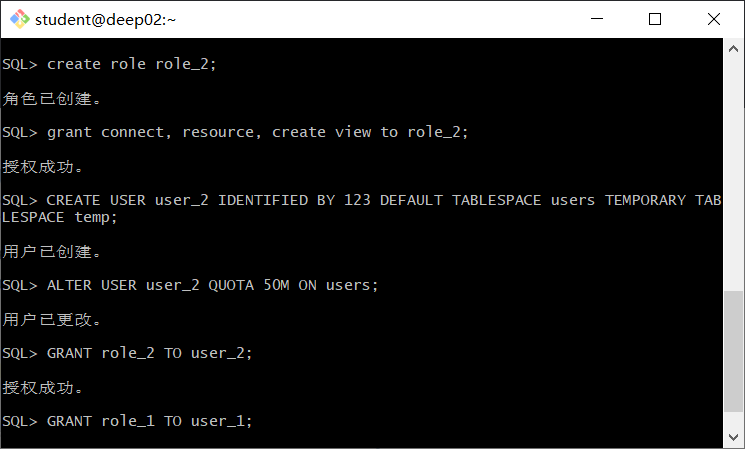 student@deep02:~
SQL> create role role_2;
角色已创建。
SQL> grant connect, resource, create view to role_2;
授权成功。
SQL> CREATE USER user_2 IDENTIFIED BY 123 DEFAULT TABLESPACE users TEMPORARY TAB
LESPACE temp;
用户已创建。
SQL> ALTER USER user_2 QUOTA 50M ON users;
用户已更改。
SQL> GRANT role_2 TO user_2;
授权成功。
SQL> GRANT role_1 TO user_1;